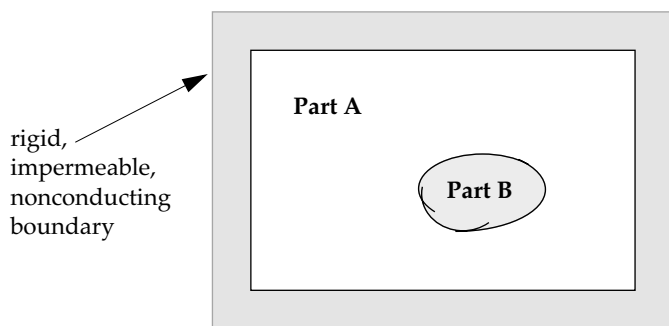 Part A
rigid,
impermeable,
nonconducting
boundary
Part B